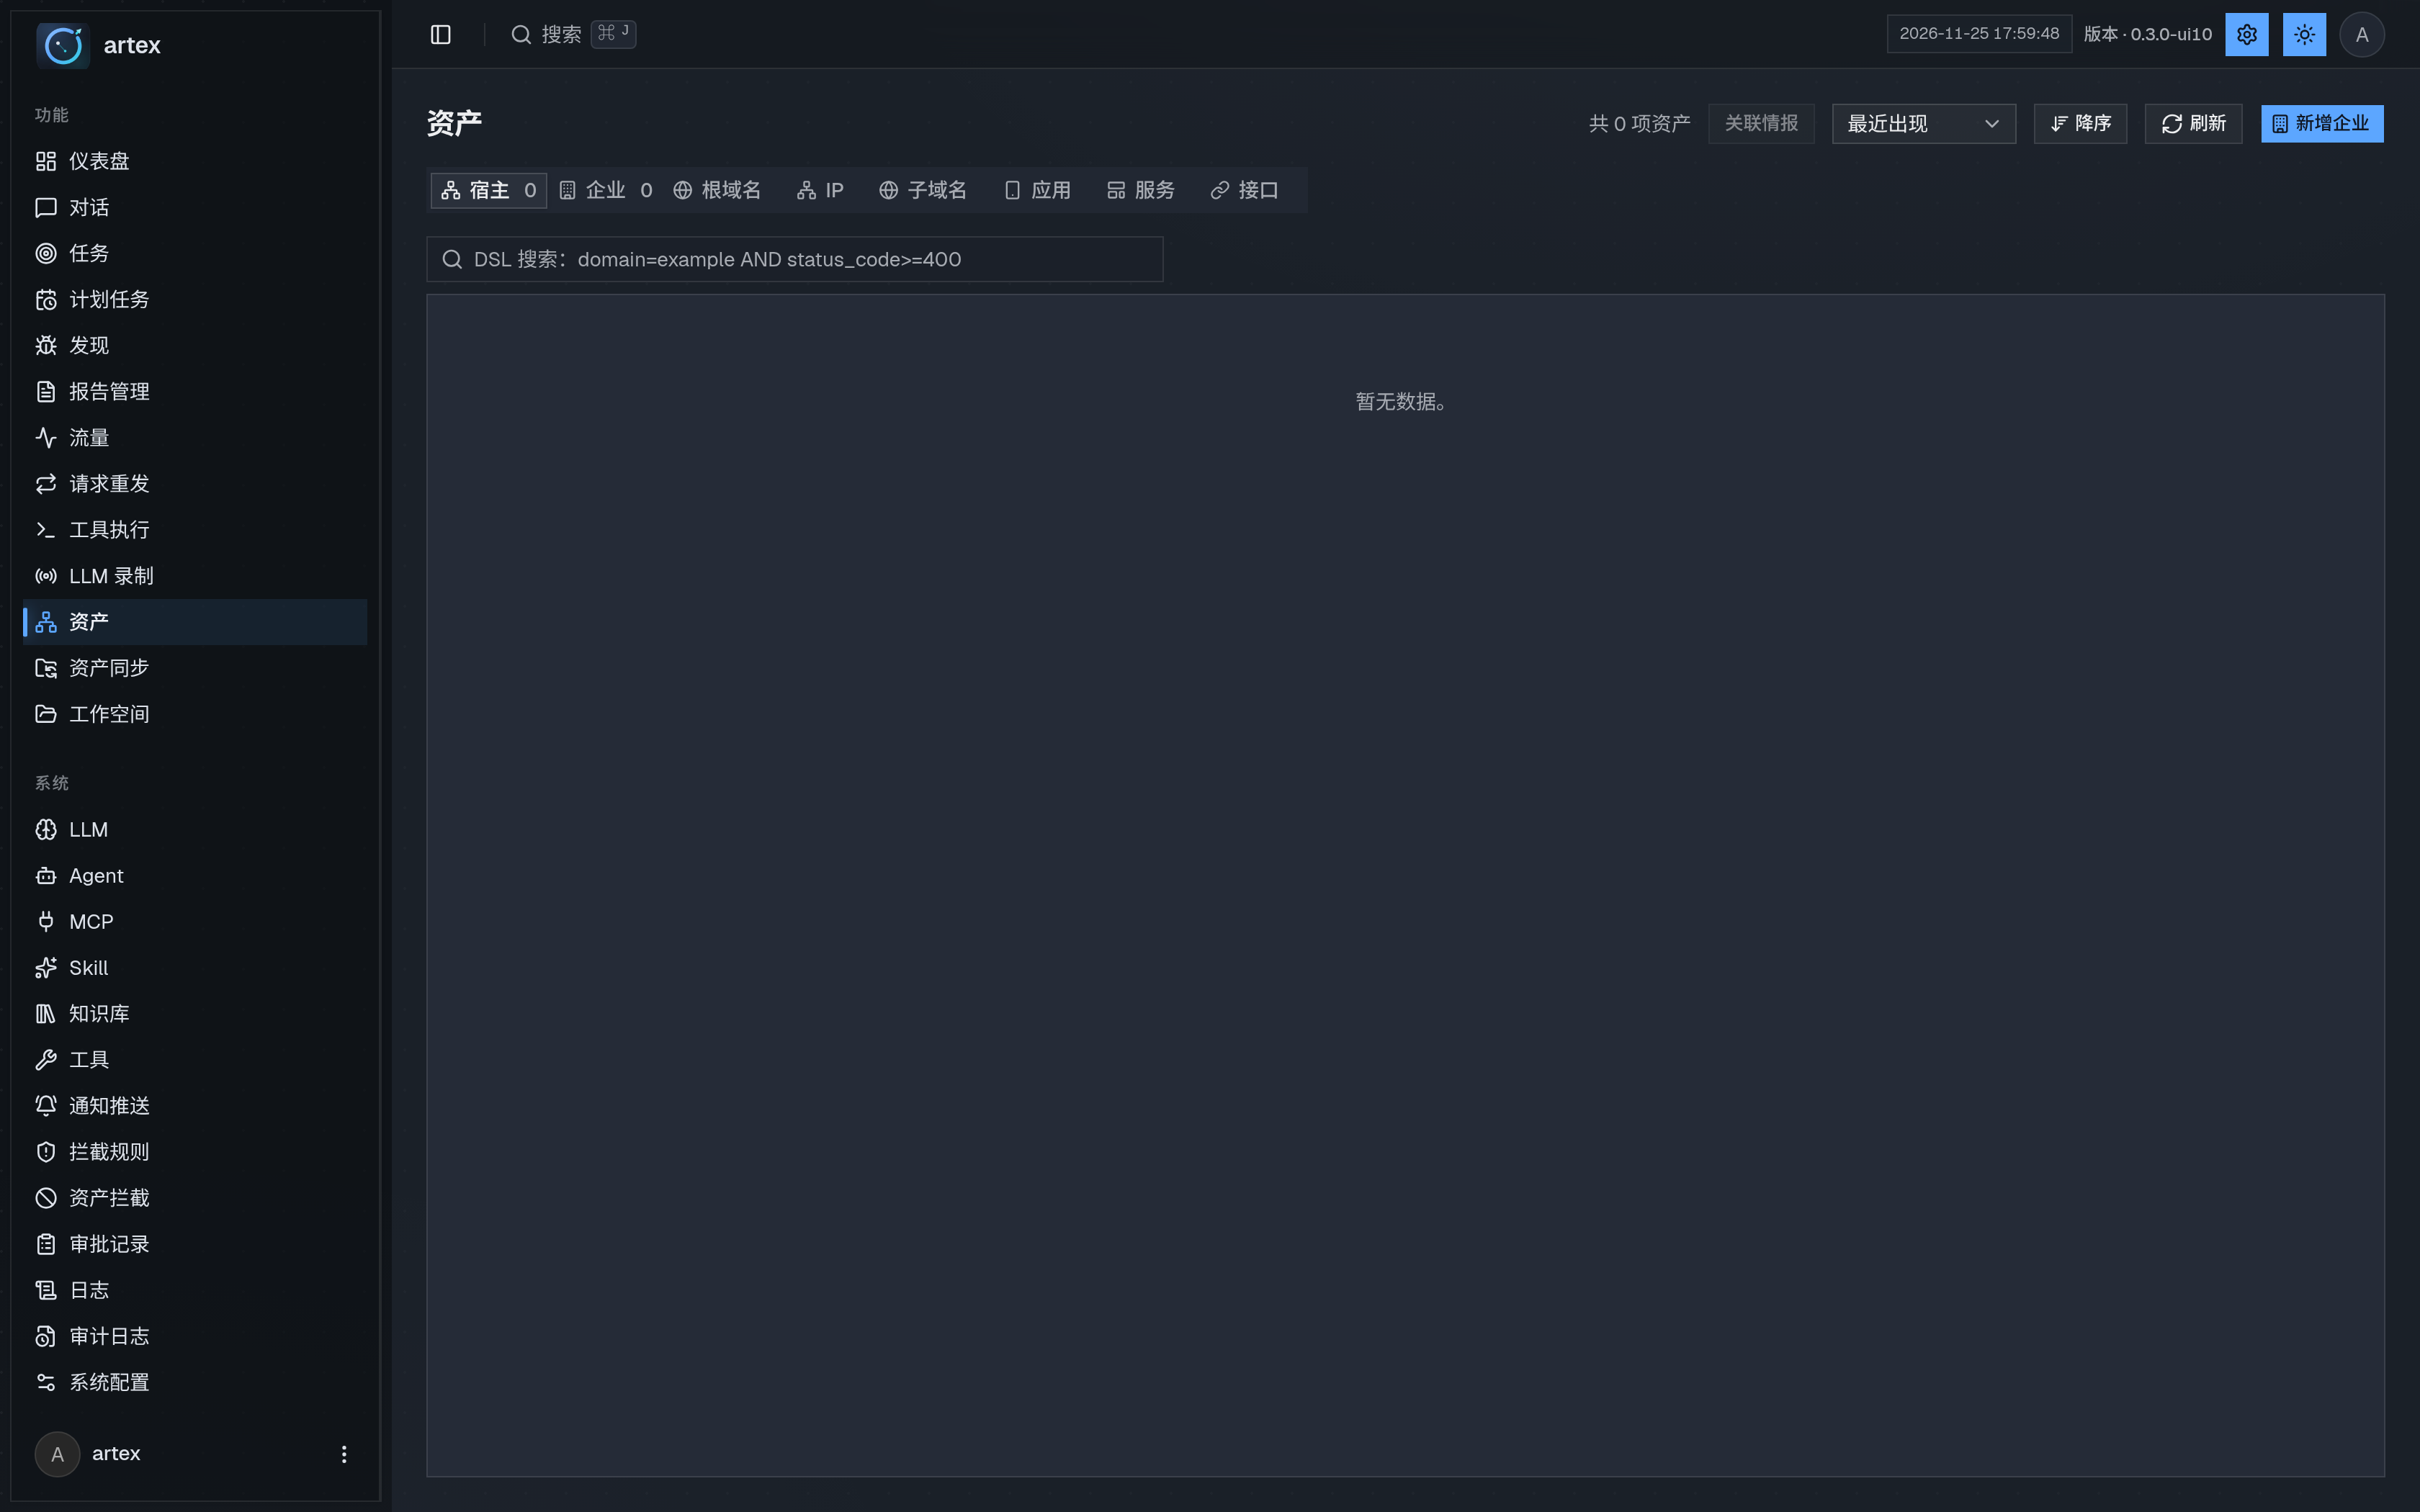 artex
搜索 ⌘ J
2026-11-25 17:59:48
版本 · 0.3.0-ui10
A
功能
仪表盘
对话
任务
计划任务
发现
报告管理
流量
请求重发
工具执行
LLM 录制
资产
资产同步
工作空间
系统
LLM
Agent
MCP
Skill
知识库
工具
通知推送
拦截规则
资产拦截
审批记录
日志
审计日志
系统配置
A artex
资产
共 0 项资产
关联情报
最近出现
降序
刷新
新增企业
宿主 0 企业 0 根域名 IP 子域名 应用 服务 接口
DSL 搜索：domain=example AND status_code>=400
暂无数据。